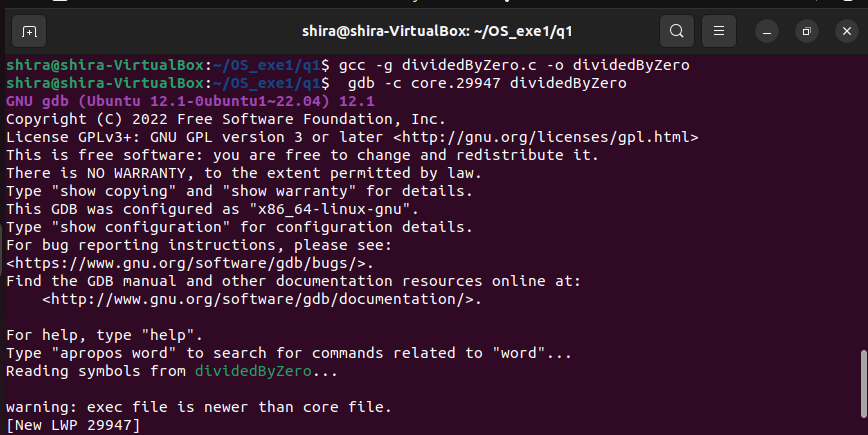 shira@shira-VirtualBox: ~/OS_exe1/q1
shira@shira-VirtualBox:~/OS_exe1/q1$ gcc -g dividedByZero.c -o dividedByZero
shira@shira-VirtualBox:~/OS_exe1/q1$  gdb -c core.29947 dividedByZero
GNU gdb (Ubuntu 12.1-0ubuntu1~22.04) 12.1
Copyright (C) 2022 Free Software Foundation, Inc.
License GPLv3+: GNU GPL version 3 or later <http://gnu.org/licenses/gpl.html>
This is free software: you are free to change and redistribute it.
There is NO WARRANTY, to the extent permitted by law.
Type "show copying" and "show warranty" for details.
This GDB was configured as "x86_64-linux-gnu".
Type "show configuration" for configuration details.
For bug reporting instructions, please see:
<https://www.gnu.org/software/gdb/bugs/>.
Find the GDB manual and other documentation resources online at:
    <http://www.gnu.org/software/gdb/documentation/>.

For help, type "help".
Type "apropos word" to search for commands related to "word"...
Reading symbols from dividedByZero...

warning: exec file is newer than core file.
[New LWP 29947]